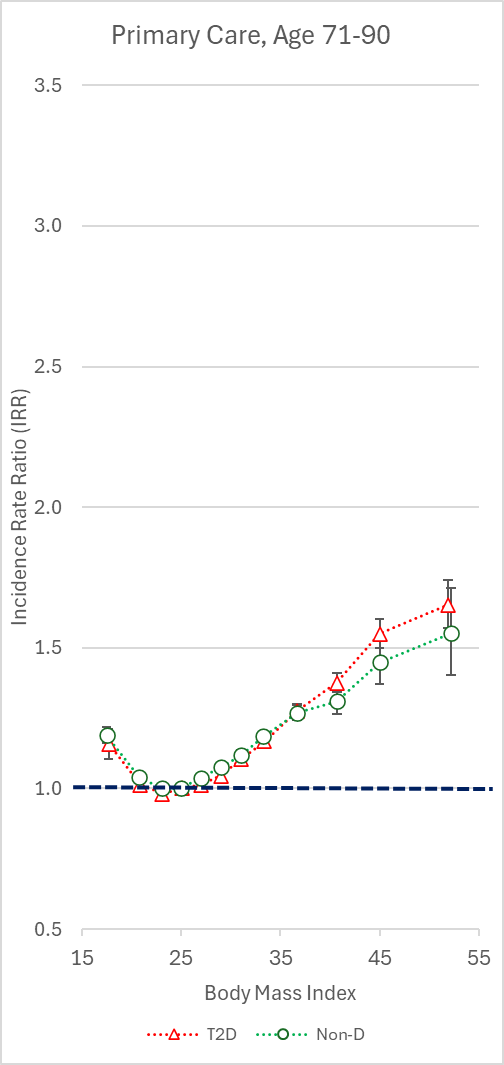 Primary Care, Age 71-90
3.5
3.0
2.5
2.0
1.5
1.0
0.5
Incidence Rate Ratio (IRR)
15 25 35 45 55
Body Mass Index
T2D Non-D